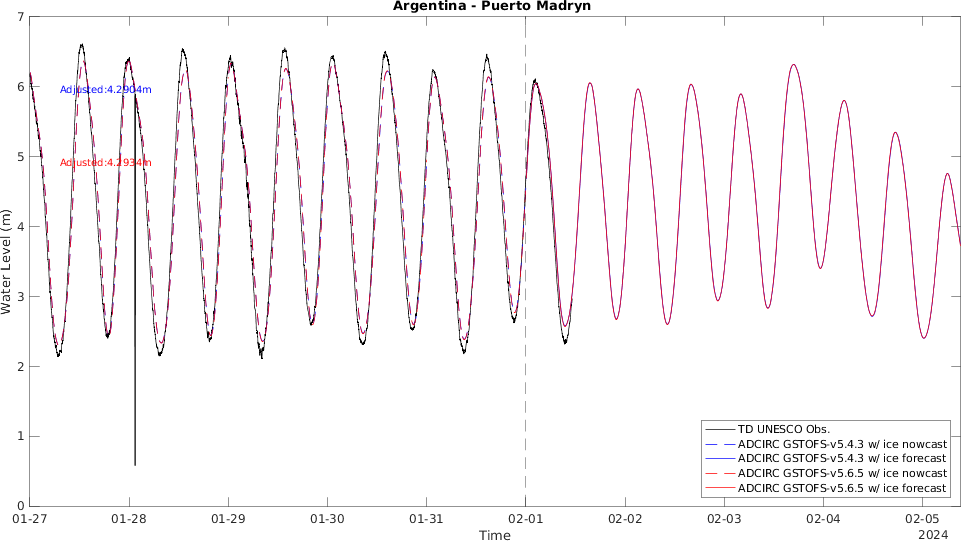 Argentina - Puerto Madryn
7
6
5
4
3
2
1
0
Water Level (m)
Adjusted:4.2904m
Adjusted:4.2934m
TD UNESCO Obs.
ADCIRC GSTOFS-v5.4.3 w/ ice nowcast
ADCIRC GSTOFS-v5.4.3 w/ ice forecast
ADCIRC GSTOFS-v5.6.5 w/ ice nowcast
ADCIRC GSTOFS-v5.6.5 w/ ice forecast
01-27 01-28 01-29 01-30 01-31 02-01 02-02 02-03 02-04 02-05
Time
2024